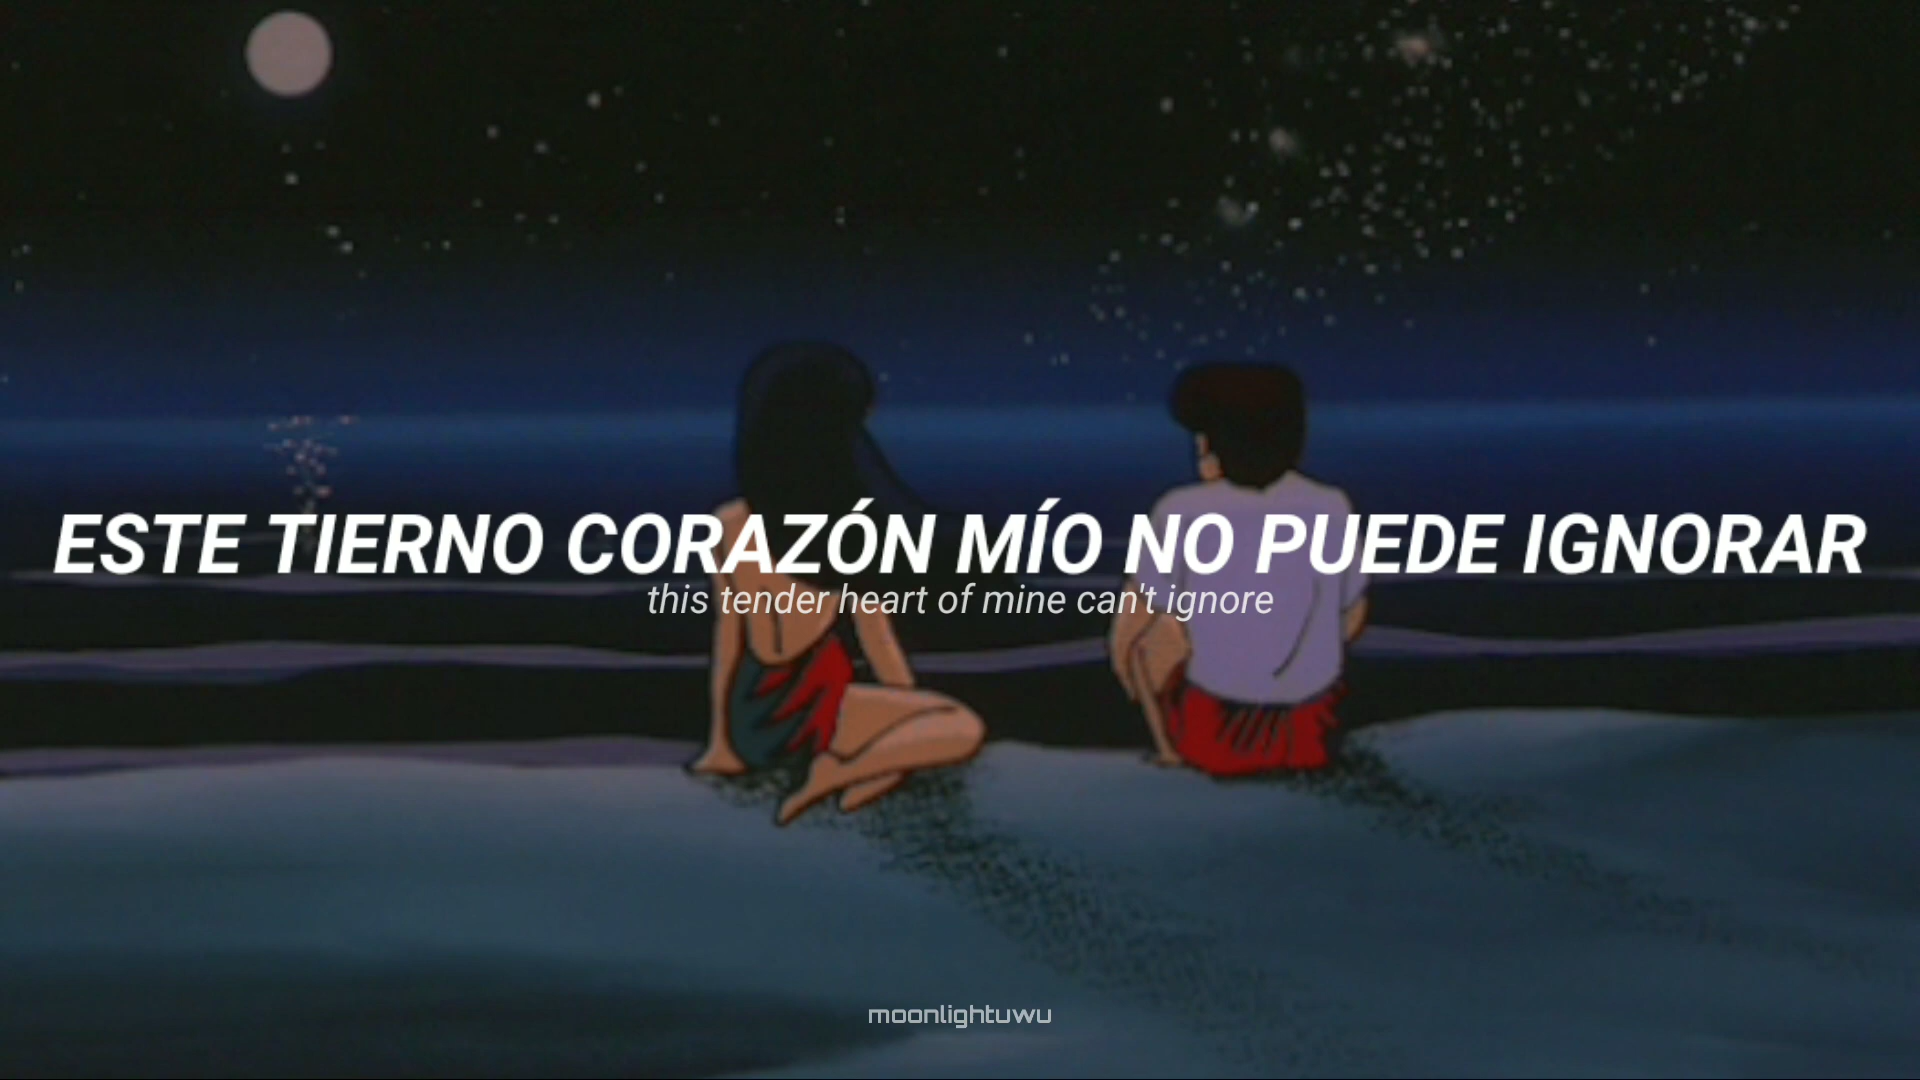 ESTE TIERNO CORAZÓN MÍO NO PUEDE IGNORAR
this tender heart of mine can't ignore
moonlightuwu